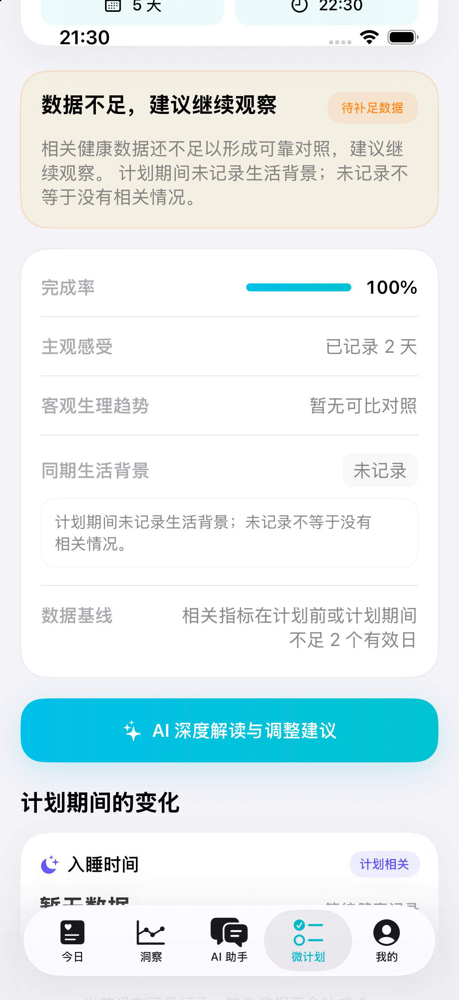 5 天
22:30
21:30
数据不足，建议继续观察
待补足数据
相关健康数据还不足以形成可靠对照，建议继
续观察。 计划期间未记录生活背景；未记录不
等于没有相关情况。
完成率
100%
主观感受
已记录 2 天
客观生理趋势
暂无可比对照
同期生活背景
未记录
计划期间未记录生活背景；未记录不等于没有
相关情况。
数据基线
相关指标在计划前或计划期间
不足 2 个有效日
AI 深度解读与调整建议
计划期间的变化
入睡时间
计划相关
暂无数据
今日
洞察
AI 助手
微计划
我的